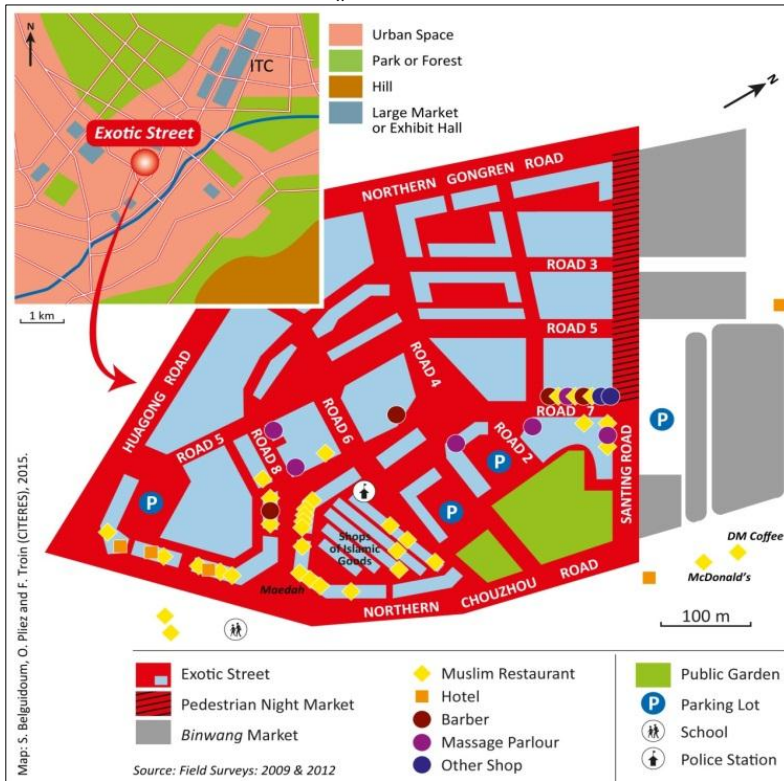 N
ITC
Exotic Street
1 km
Urban Space
Park or Forest
Hill
Large Market
or Exhibit Hall
N
NORTHERN GONGREN ROAD
ROAD 3
ROAD 5
ROAD 4
ROAD 7
HUAGONG ROAD
ROAD 5
ROAD 8
ROAD 6
ROAD 2
SANTING ROAD
P
P
P
P
Shops
of Islamic
Goods
Maedah
NORTHERN CHOUZHOU ROAD
DM Coffee
McDonald's
100 m
Map: S. Belguidoum, O. Pliez and F. Troin (CITERES), 2015.
Exotic Street
Pedestrian Night Market
Binwang Market
Source: Field Surveys: 2009 & 2012
Muslim Restaurant
Hotel
Barber
Massage Parlour
Other Shop
Public Garden
P
Parking Lot
School
Police Station